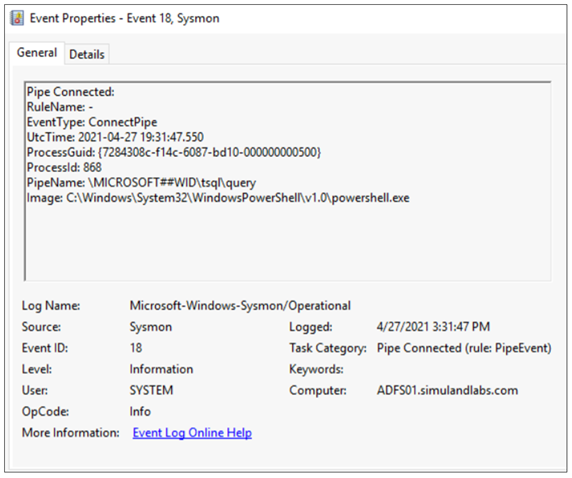 Event Properties - Event 18, Sysmon
General Details
Pipe Connected:
RuleName: -
EventType: ConnectPipe
UtcTime: 2021-04-27 19:31:47.550
ProcessGuid: {7284308c-f14c-6087-bd10-000000000500}
ProcessId: 868
PipeName: \MICROSOFT##WID\tsql\query
Image: C:\Windows\System32\WindowsPowerShell\v1.0\powershell.exe
Log Name: Microsoft-Windows-Sysmon/Operational
Source: Sysmon Logged: 4/27/2021 3:31:47 PM
Event ID: 18 Task Category: Pipe Connected (rule: PipeEvent)
Level: Information Keywords:
User: SYSTEM Computer: ADFS01.simulandlabs.com
OpCode: Info
More Information: Event Log Online Help